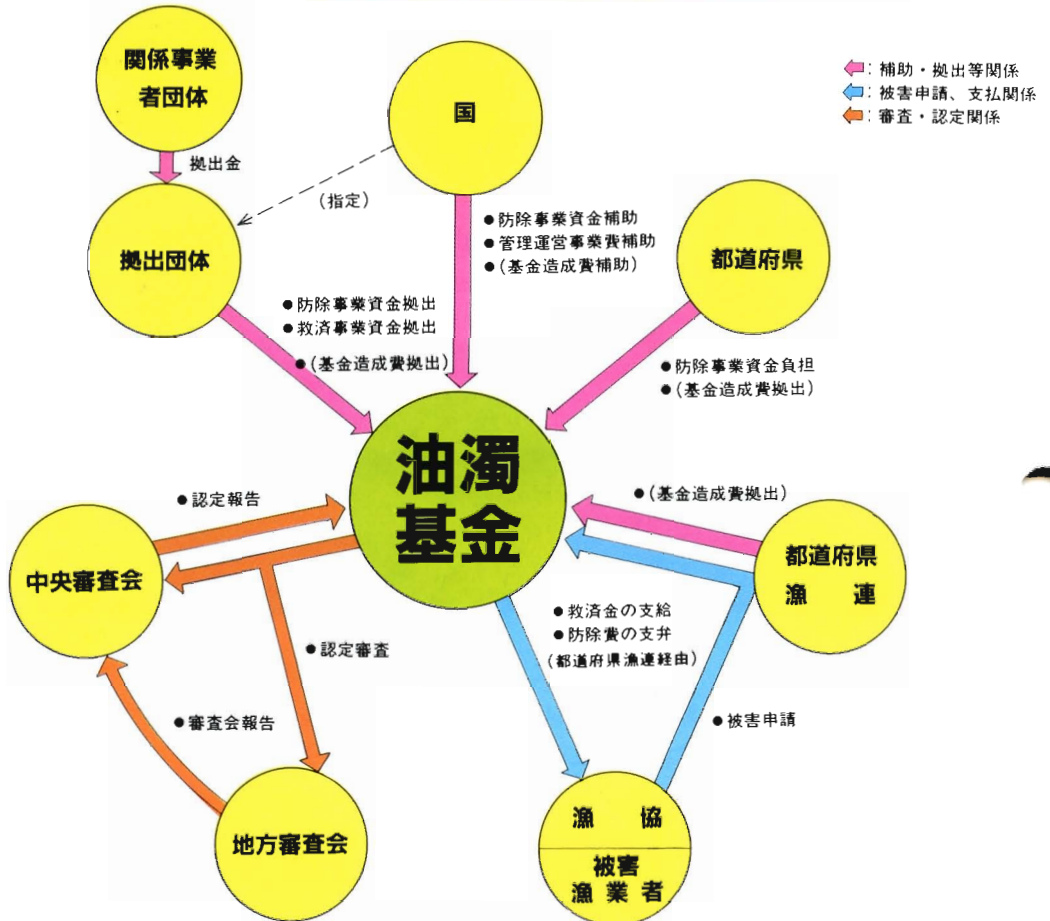 関係事業
者団体
国
：補助・拠出等関係
：被害申請、支払関係
：審査・認定関係
拠出金
（指定）
拠出団体
●防除事業資金補助
●管理運営事業費補助
●（基金造成費補助）
都道府県
●防除事業資金拠出
●救済事業資金拠出
●（基金造成費拠出）
●防除事業資金負担
●（基金造成費拠出）
油濁
基金
●認定報告
●（基金造成費拠出）
中央審査会
都道府県
漁　連
●救済金の支給
●防除費の支弁
（都道府県漁連経由）
●認定審査
●審査会報告
●被害申請
地方審査会
漁　協
被害
漁業者